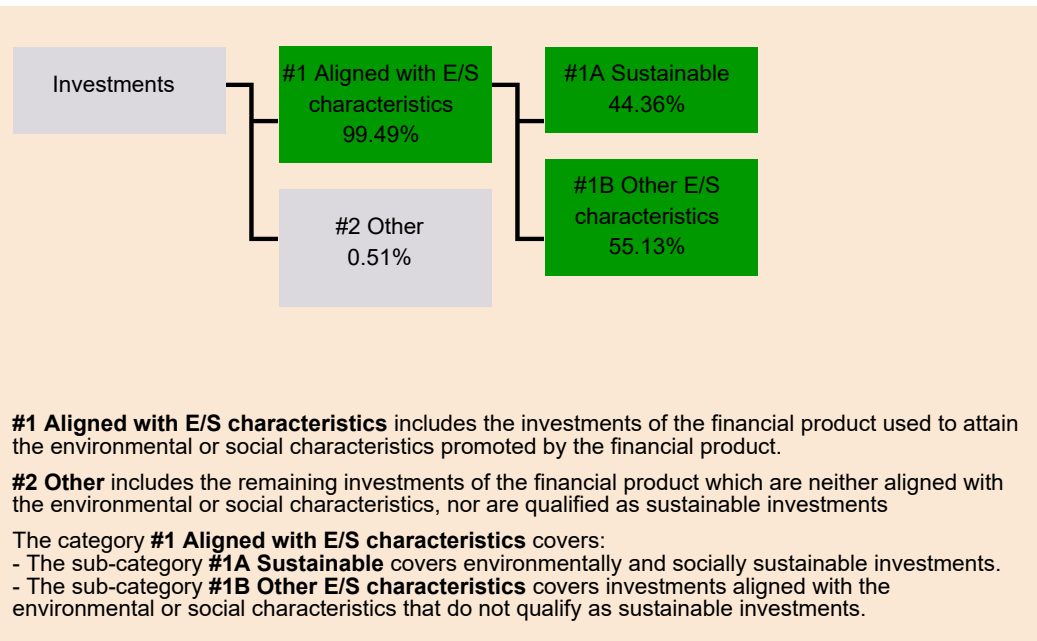 Investments
#1 Aligned with E/S
characteristics
99.49%
#1A Sustainable
44.36%
#1B Other E/S
characteristics
55.13%
#2 Other
0.51%
#1 Aligned with E/S characteristics includes the investments of the financial product used to attain
the environmental or social characteristics promoted by the financial product.
#2 Other includes the remaining investments of the financial product which are neither aligned with
the environmental or social characteristics, nor are qualified as sustainable investments
The category #1 Aligned with E/S characteristics covers:
- The sub-category #1A Sustainable covers environmentally and socially sustainable investments.
- The sub-category #1B Other E/S characteristics covers investments aligned with the
environmental or social characteristics that do not qualify as sustainable investments.